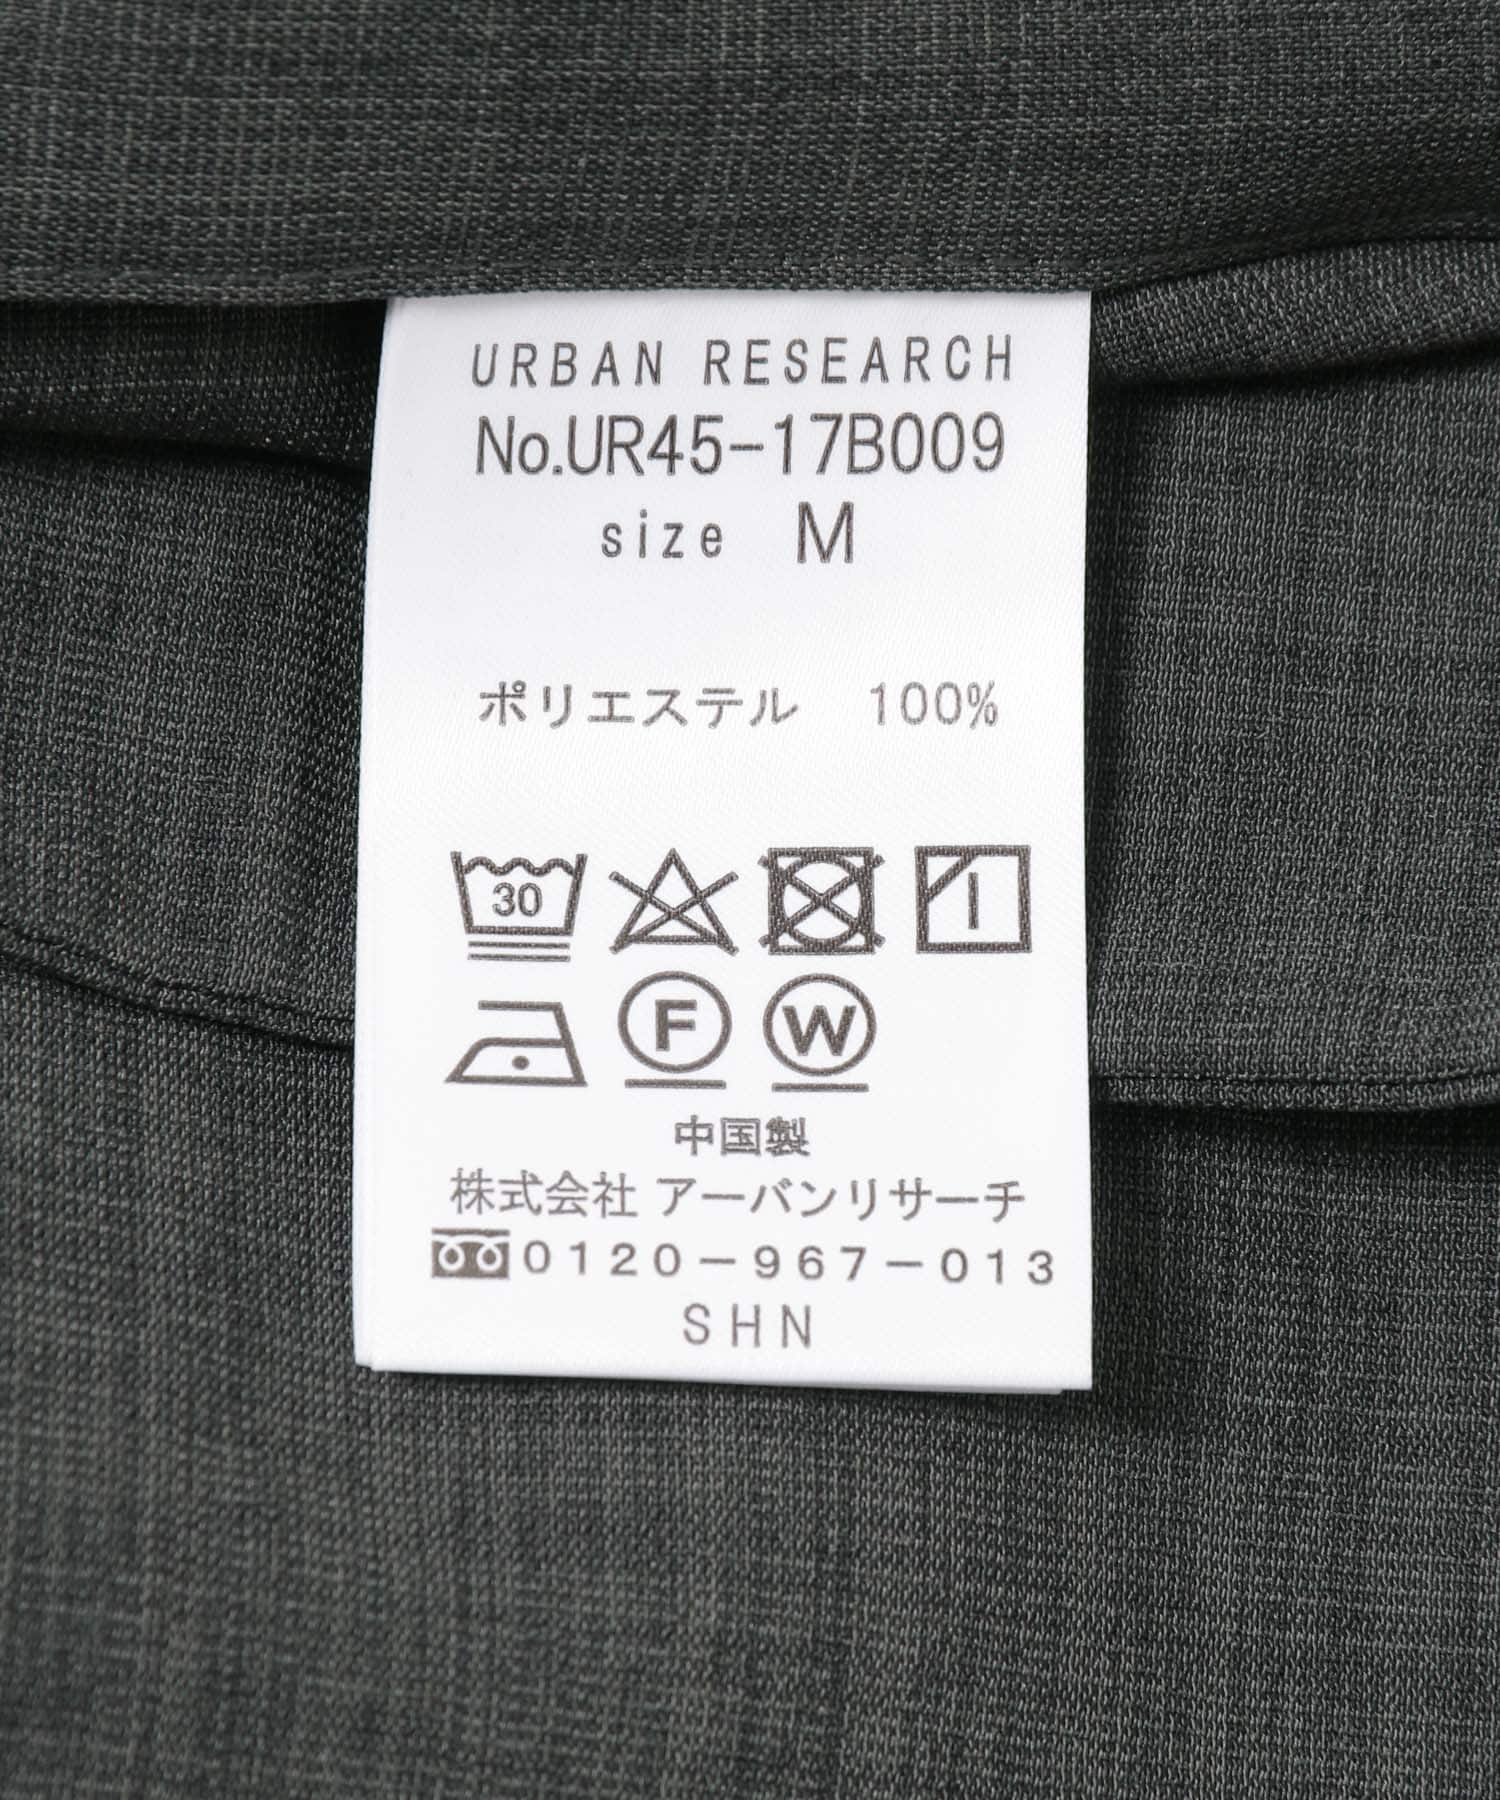 URBAN RESEARCH
No.UR45-17B009
size M
ポリエステル 100%
30
F W
中国製
株式会社 アーバンリサーチ
0120-967-013
SHN